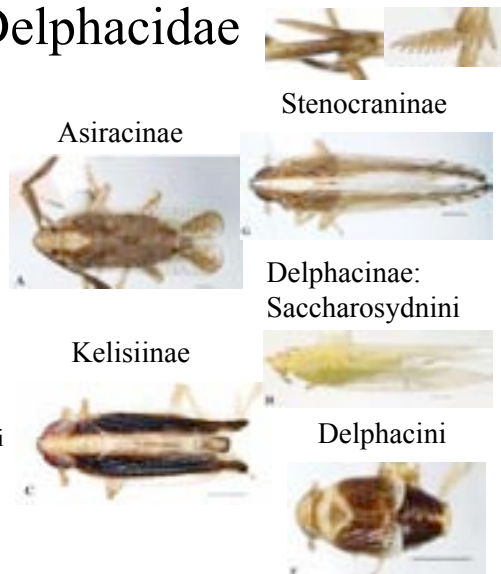 Delphacidae
Stenocraninae
Asiracinae
A
G
Delphacinae:
Saccharosydnini
Kelisiinae
H
i
Delphacini
C